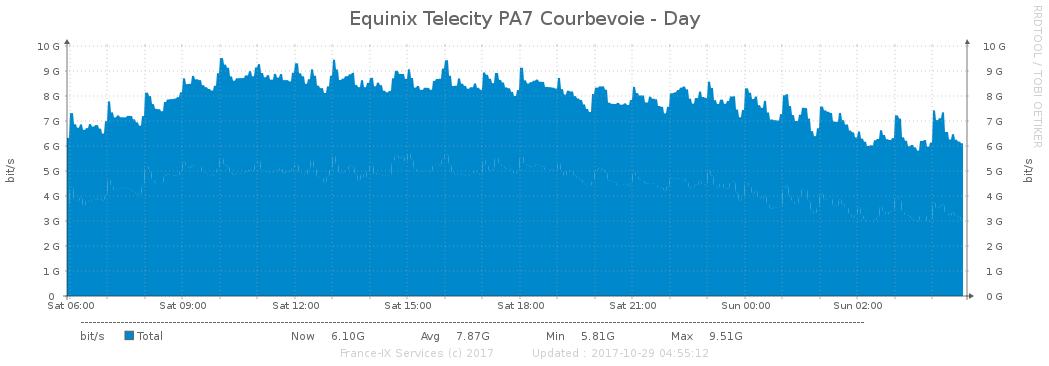 Equinix Telecity PA7 Courbevoie - Day
RRDTOOL / TOBI OETIKER
10 G 10 G
9 G 9 G
8 G 8 G
7 G 7 G
6 G 6 G
5 G 5 G
4 G 4 G
3 G 3 G
2 G 2 G
1 G 1 G
0 0 G
bit/s
bit/s
Sat 06:00 Sat 09:00 Sat 12:00 Sat 15:00 Sat 18:00 Sat 21:00 Sun 00:00 Sun 02:00
bit/s Total Now 6.10G Avg 7.87G Min 5.81G Max 9.51G
France-IX Services (c) 2017 Updated : 2017-10-29 04:55:12